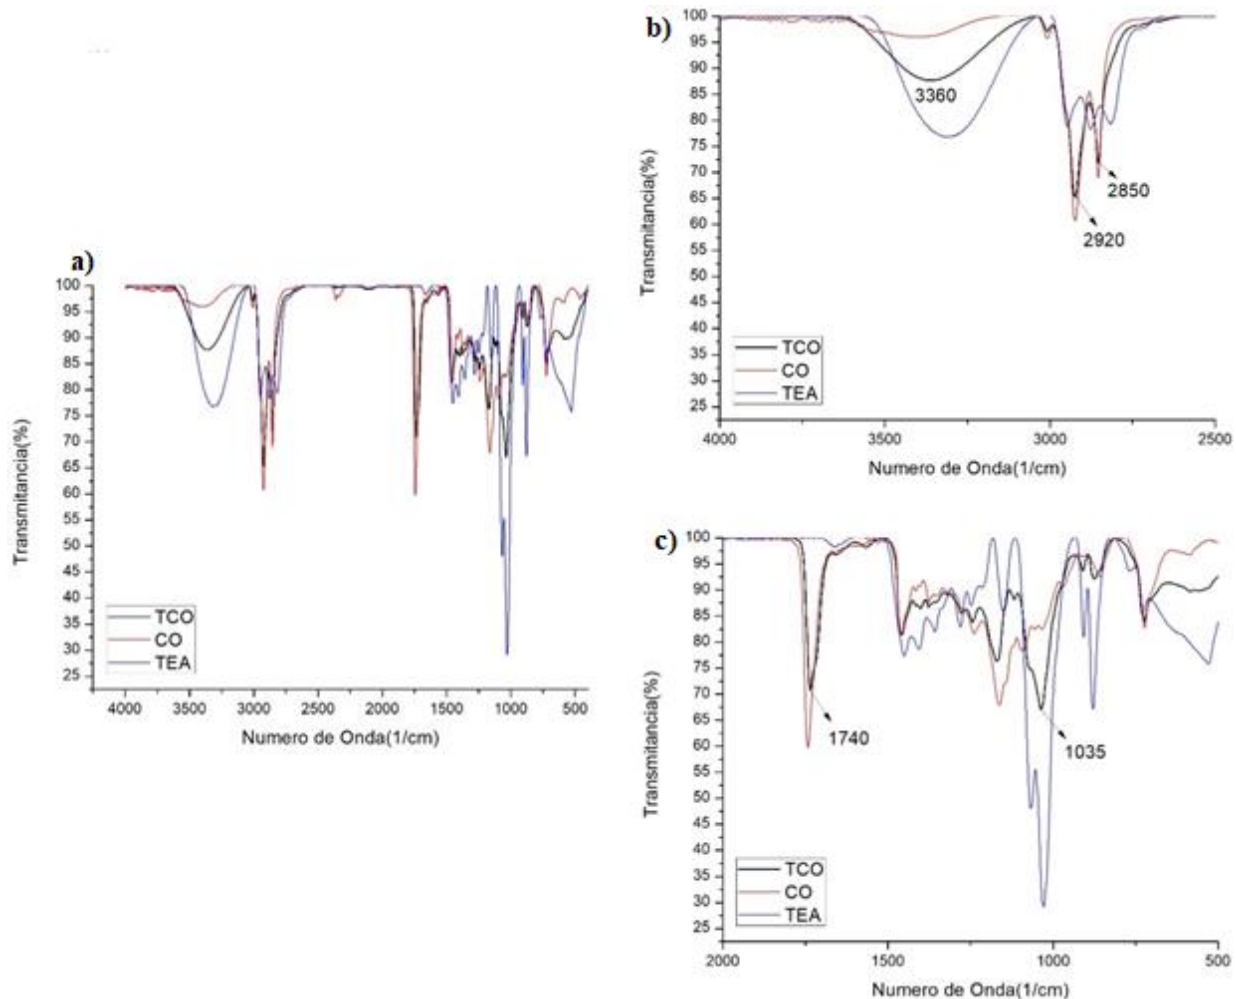 a)
Transmitancia(%)
100
95
90
85
80
75
70
65
60
55
50
45
40
35
30
25
TCO
CO
TEA
4000 3500 3000 2500 2000 1500 1000 500
Numero de Onda(1/cm)
b)
Transmitancia(%)
100
95
90
85
80
75
70
65
60
55
50
45
40
35
30
25
3360
2850
2920
TCO
CO
TEA
4000 3500 3000 2500
Numero de Onda(1/cm)
c)
Transmitancia(%)
100
95
90
85
80
75
70
65
60
55
50
45
40
35
30
25
1740
1035
TCO
CO
TEA
2000 1500 1000 500
Numero de Onda(1/cm)